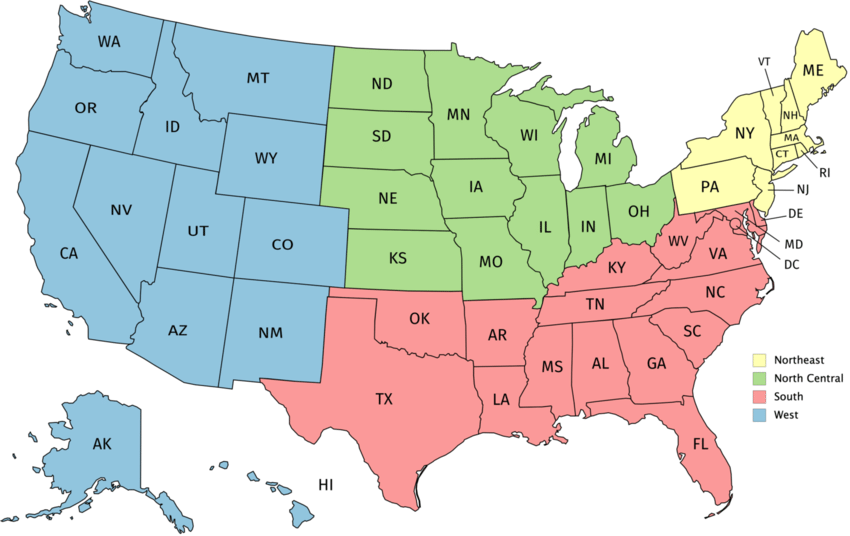 WA
MT
ND
MN
VT
ME
OR
ID
SD
WI
MI
NY
NH
MA
CT
RI
WY
NE
IA
PA
NJ
NV
UT
CO
IL
IN
OH
DE
CA
KS
MO
WV
VA
MD
DC
KY
AZ
NM
OK
AR
TN
NC
SC
TX
LA
MS
AL
GA
Northeast
North Central
South
West
AK
HI
FL